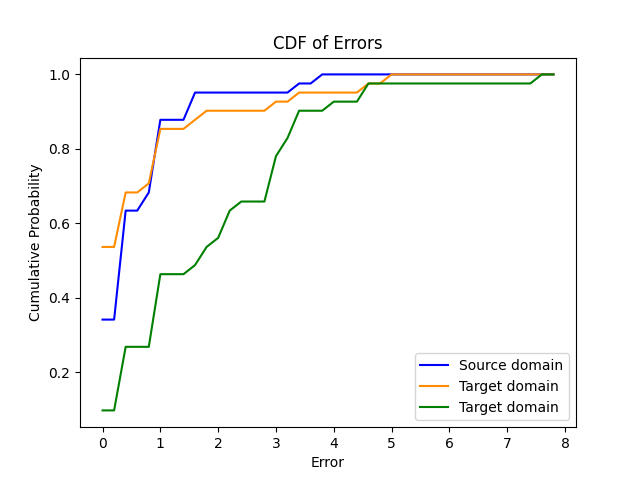 CDF of Errors
1.0
0.8
0.6
0.4
0.2
Cumulative Probability
Source domain
Target domain
Target domain
0 1 2 3 4 5 6 7 8
Error